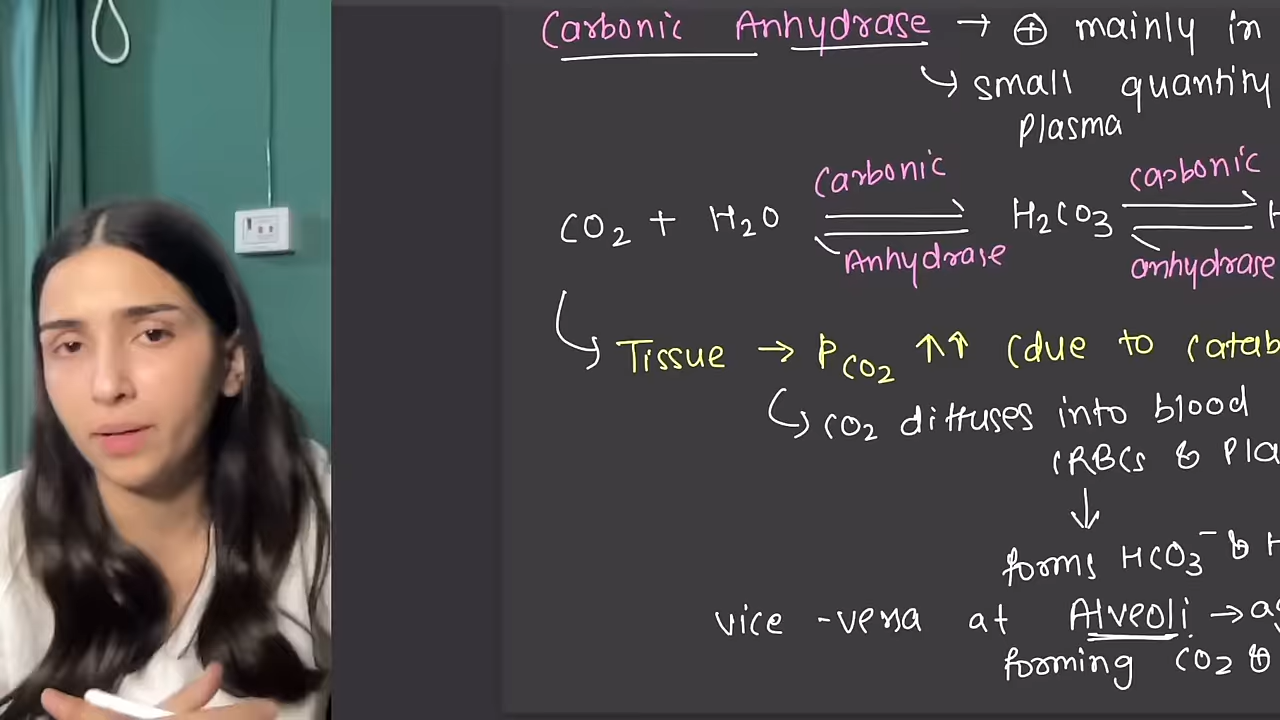 Carbonic Anhydrase → ⊕ mainly in
↳ small quantity
Plasma
Carbonic carbonic
CO2 + H2O ⇌ H2CO3 ⇌ H
Anhydrase anhydrase
↳ Tissue → PCO2 ↑↑ (due to catab
↳ CO2 diffuses into blood
(RBCs & Pla
↓
forms HCO3⁻ & H
vice-versa at Alveoli →
forming CO2 ⊕